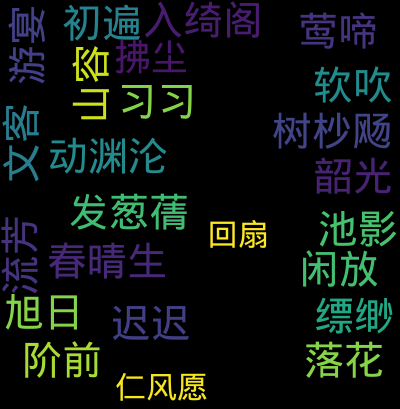 游宴
初遍
入绮阁
莺啼
山容
拂尘
软吹
习习
文客
树杪飏
动渊沦
韶光
发葱蒨
流芳
回扇
池影
春晴生
闲放
旭日
迟迟
缥缈
阶前
落花
仁风愿